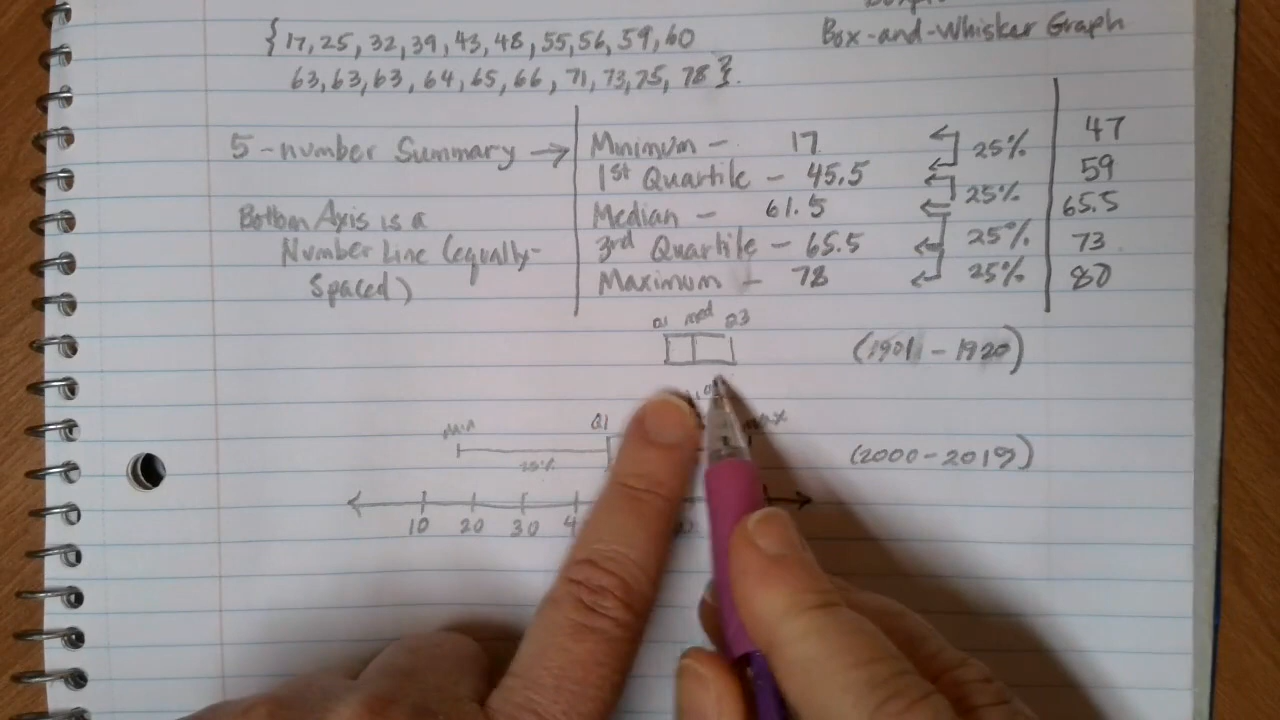 Box-and-Whisker Graph
{17, 25, 32, 39, 43, 48, 55, 56, 59, 60
63, 63, 63, 64, 65, 66, 71, 73, 75, 78}.
5-number Summary → Minimum - 17 25% 47
1st Quartile - 45.5 25% 59
Bottom Axis is a Median - 61.5 65.5
Number Line (equally- 3rd Quartile - 65.5 25% 73
Spaced) Maximum - 78 25% 80
Q1 med Q3
(1901 - 1920)
Min Q1 max
25% (2000-2019)
10 20 30 4